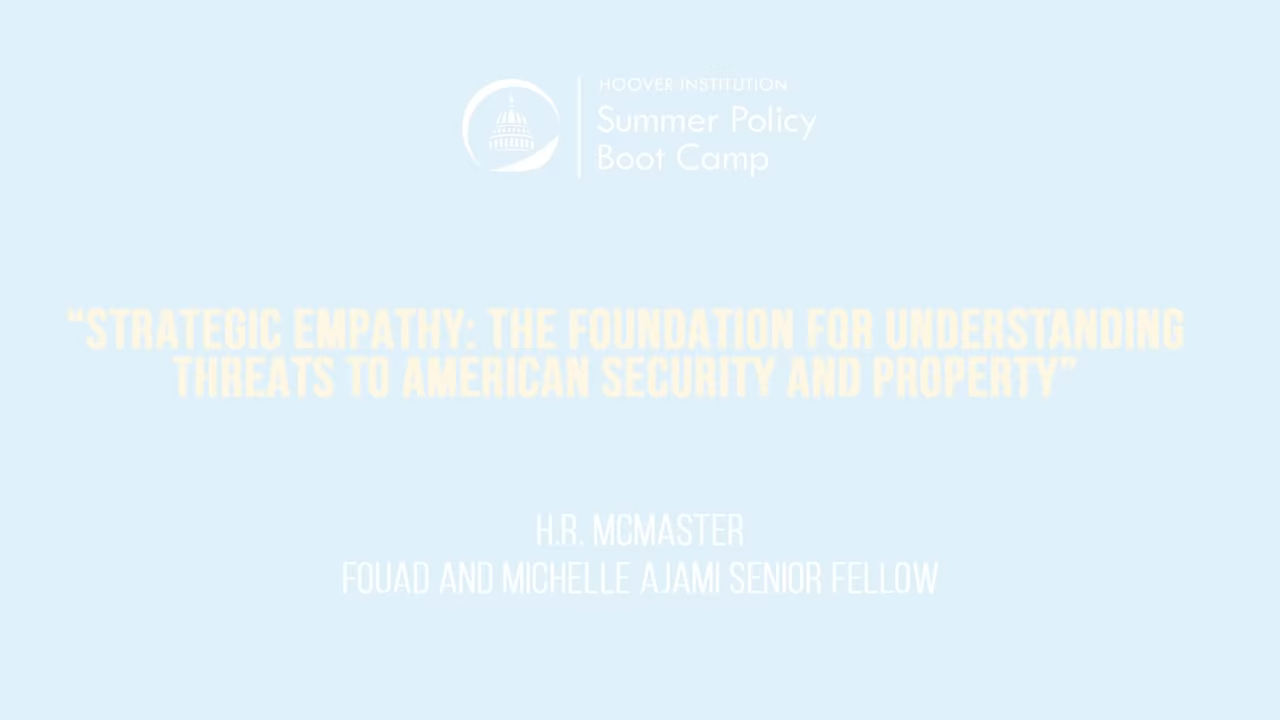 HOOVER INSTITUTION
Summer Policy
Boot Camp
“STRATEGIC EMPATHY: THE FOUNDATION FOR UNDERSTANDING
THREATS TO AMERICAN SECURITY AND PROPERTY”
H.R. MCMASTER
FOUAD AND MICHELLE AJAMI SENIOR FELLOW